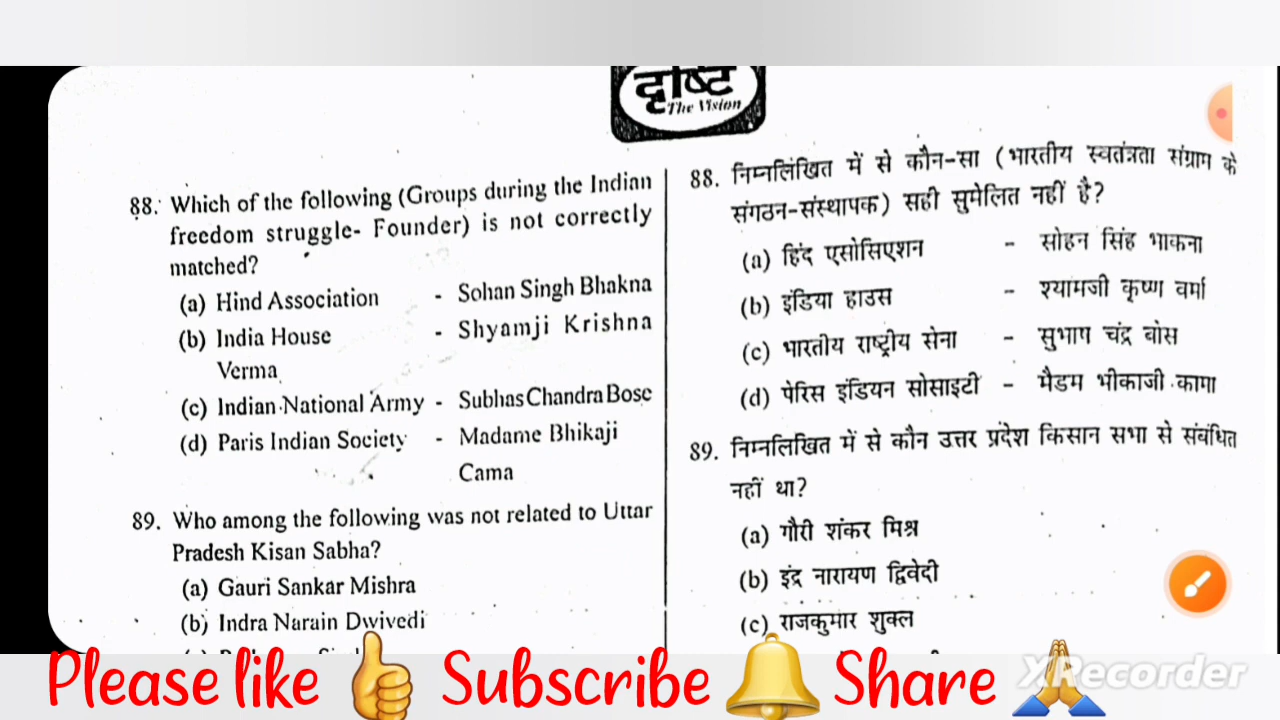 दृष्टि
The Vision
88. Which of the following (Groups during the Indian
freedom struggle- Founder) is not correctly
matched?
(a) Hind Association - Sohan Singh Bhakna
(b) India House - Shyamji Krishna
Verma
(c) Indian National Army - Subhas Chandra Bose
(d) Paris Indian Society - Madame Bhikaji
Cama
89. Who among the following was not related to Uttar
Pradesh Kisan Sabha?
(a) Gauri Sankar Mishra
(b) Indra Narain Dwivedi
88. निम्नलिखित में से कौन-सा (भारतीय स्वतंत्रता संग्राम के
संगठन-संस्थापक) सही सुमेलित नहीं है?
(a) हिंद एसोसिएशन - सोहन सिंह भाकना
(b) इंडिया हाउस - श्यामजी कृष्ण वर्मा
(c) भारतीय राष्ट्रीय सेना - सुभाष चंद्र बोस
(d) पेरिस इंडियन सोसाइटी - मैडम भीकाजी कामा
89. निम्नलिखित में से कौन उत्तर प्रदेश किसान सभा से संबंधित
नहीं था?
(a) गौरी शंकर मिश्र
(b) इंद्र नारायण द्विवेदी
(c) राजकुमार शुक्ल
Please like Subscribe Share
XRecorder